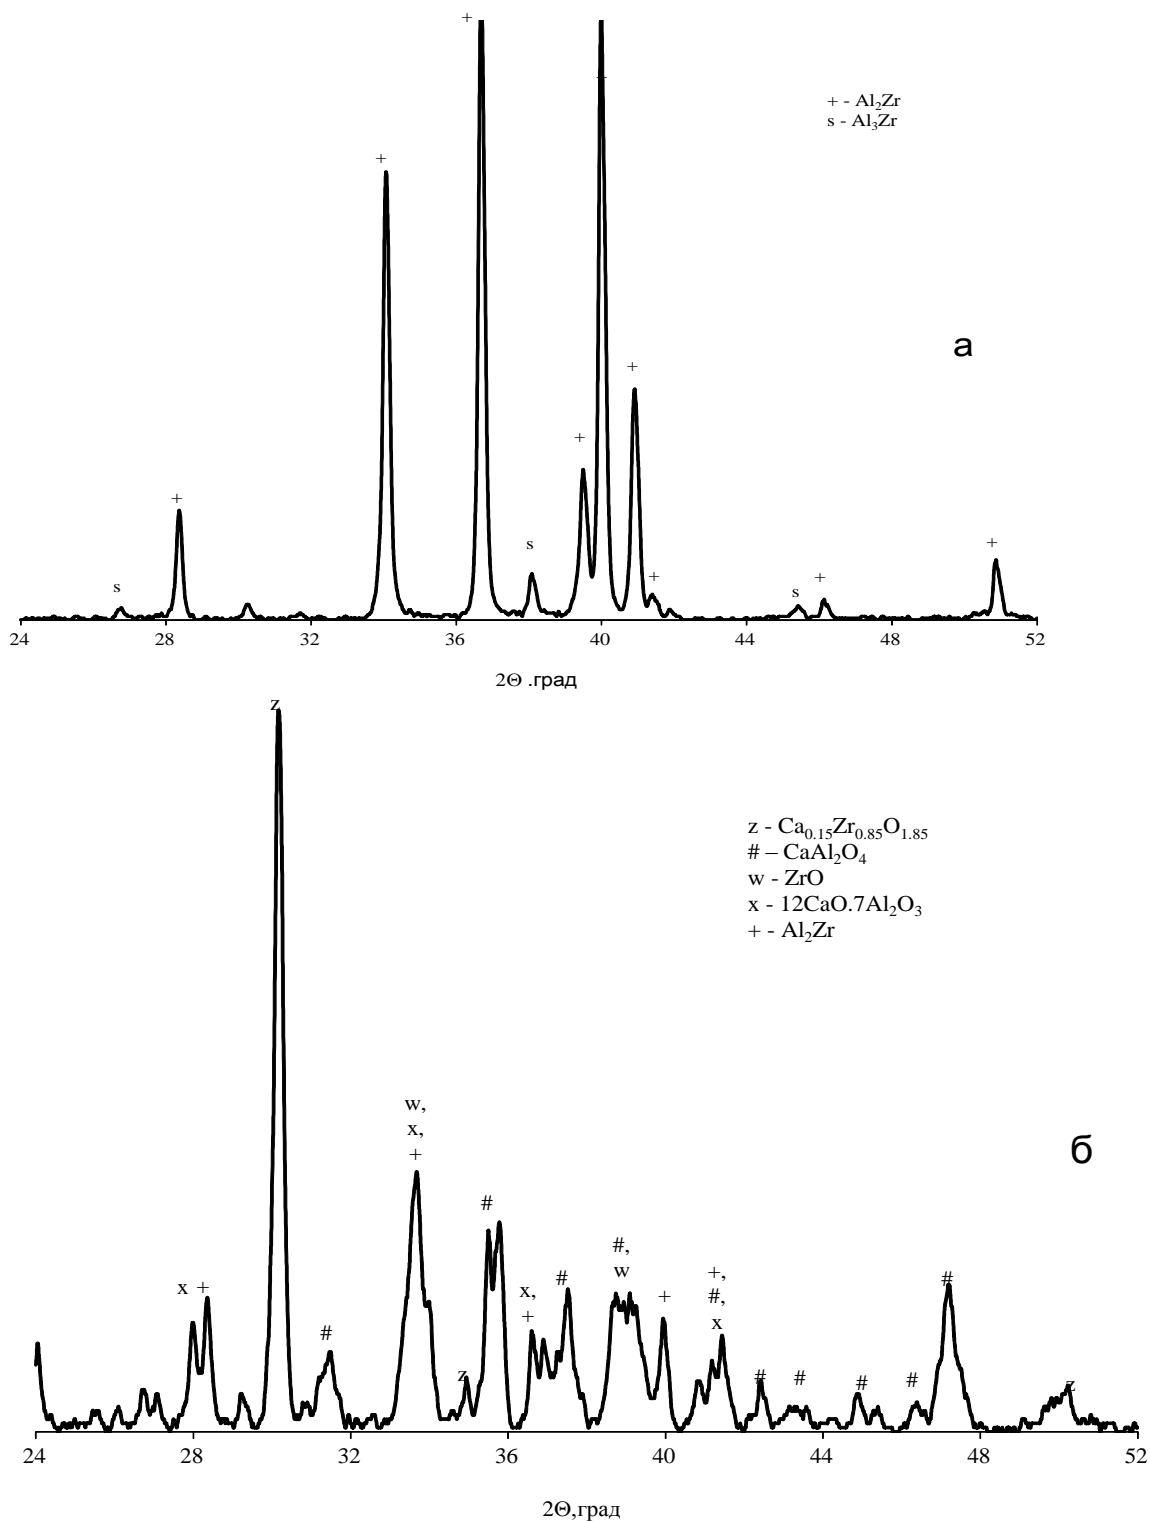 +
+
+ - Al₂Zr
s - Al₃Zr
+
а
+
+
+
s
+
+
s
s
+
24 28 32 36 40 44 48 52
2Θ .град
z
z - Ca₀.₁₅Zr₀.₈₅O₁.₈₅
# – CaAl₂O₄
w - ZrO
x - 12CaO.7Al₂O₃
+ - Al₂Zr
w,
x,
+
б
#
#,
w
#
+,
#,
x
x +
x,
+
+
#
#
z
#
#
#
#
z
24 28 32 36 40 44 48 52
2Θ,град